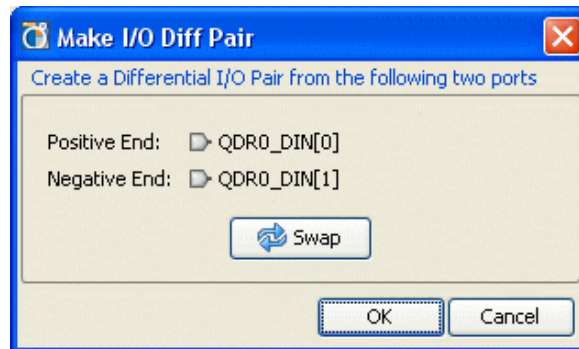 Make I/O Diff Pair
Create a Differential I/O Pair from the following two ports
Positive End: QDR0_DIN[0]
Negative End: QDR0_DIN[1]
Swap
OK Cancel